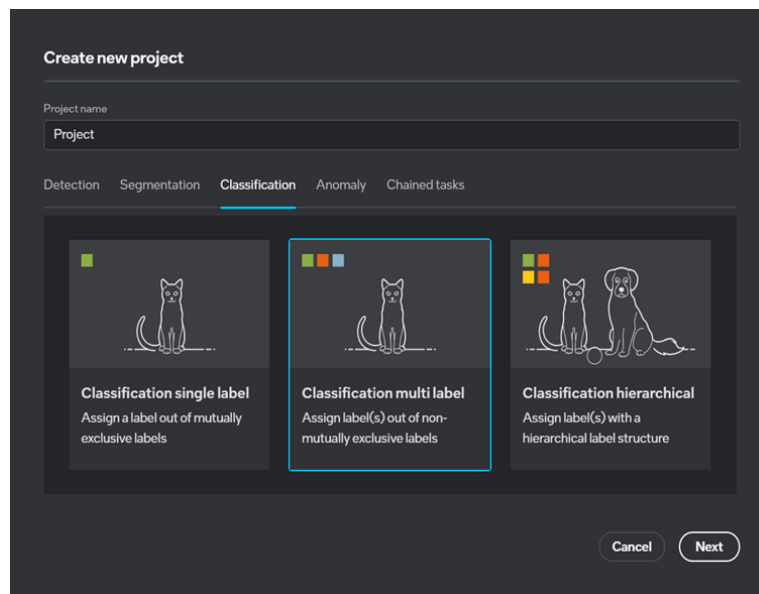 Create new project
Project name
Project
Detection Segmentation Classification Anomaly Chained tasks
Classification single label
Assign a label out of mutually
exclusive labels
Classification multi label
Assign label(s) out of non-
mutually exclusive labels
Classification hierarchical
Assign label(s) with a
hierarchical label structure
Cancel Next